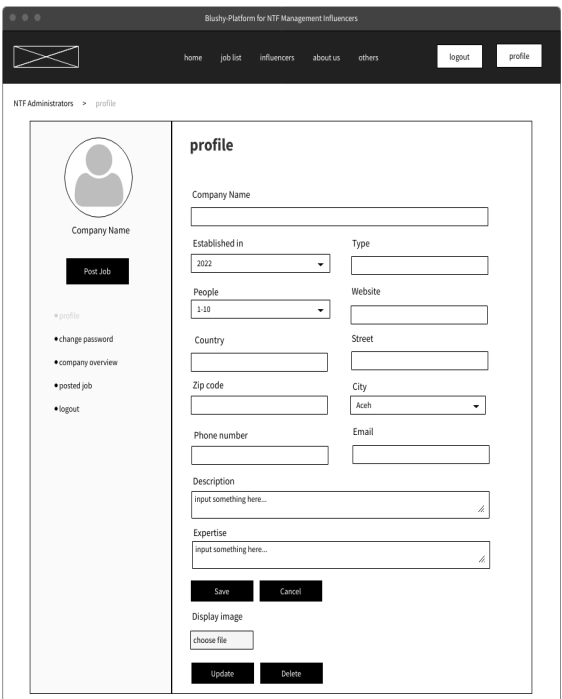 Blushy-Platform for NTF Management Influencers
home job list influencers about us others logout profile
NTF Administrators > profile
Company Name
Post Job
profile
change password
company overview
posted job
logout
profile
Company Name
Established in Type
2022
People Website
1-10
Country Street
Zip code City
Aceh
Phone number Email
Description
input something here...
Expertise
input something here...
Save Cancel
Display image
choose file
Update Delete